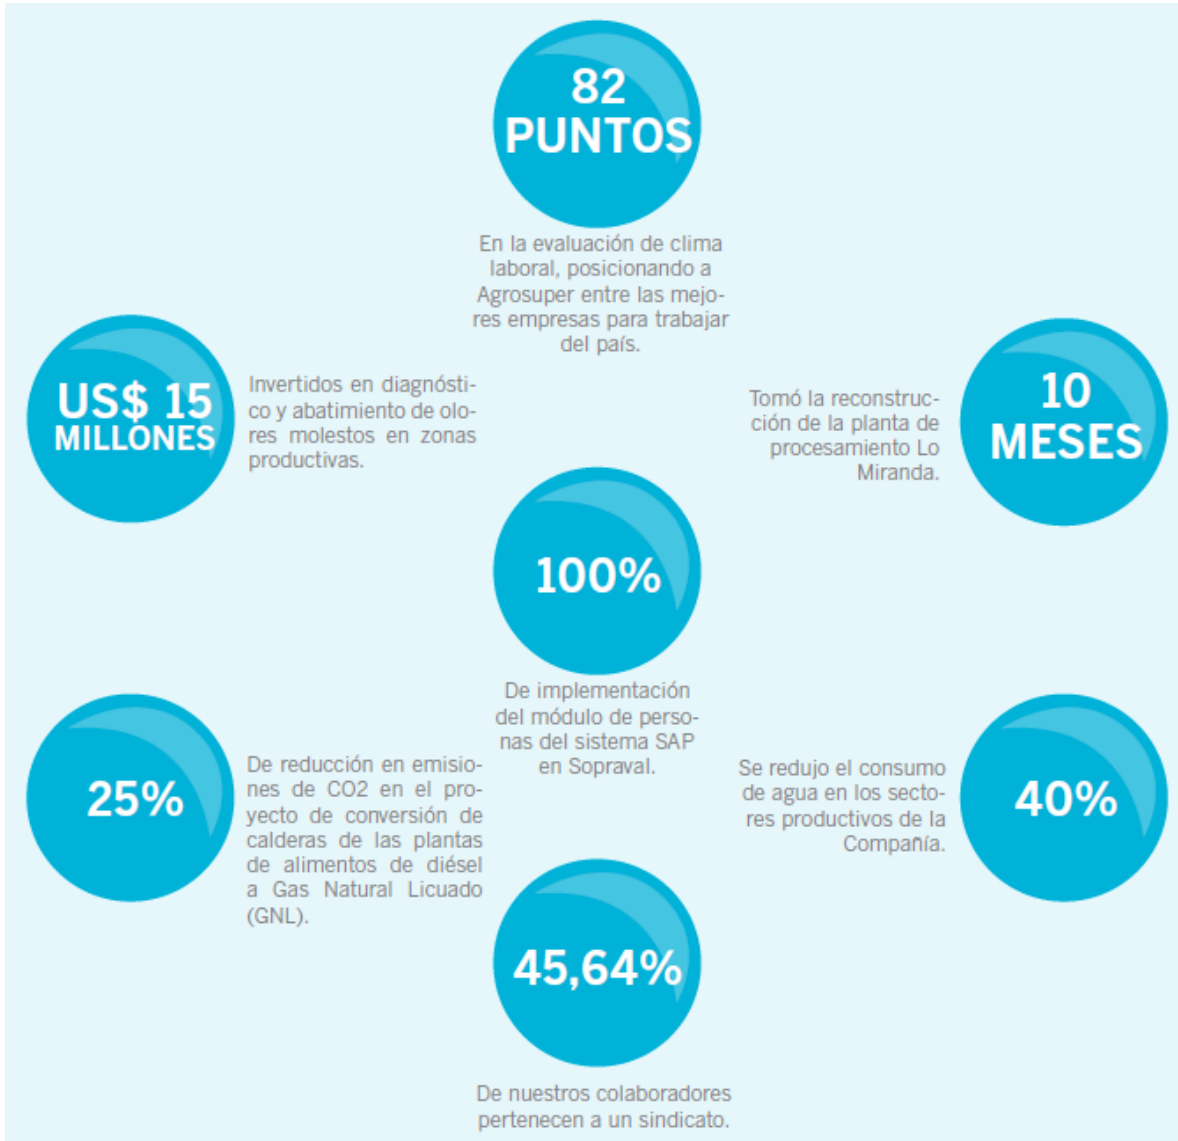 82
PUNTOS
En la evaluación de clima
laboral, posicionando a
Agrosuper entre las mejo-
res empresas para trabajar
del país.
US$ 15
MILLONES
Invertidos en diagnósti-
co y abatimiento de olo-
res molestos en zonas
productivas.
10
MESES
Tomó la reconstruc-
ción de la planta de
procesamiento Lo
Miranda.
100%
De implementación
del módulo de perso-
nas del sistema SAP
en Sopraval.
25%
De reducción en emisio-
nes de CO2 en el pro-
yecto de conversión de
calderas de las plantas
de alimentos de diésel
a Gas Natural Licuado
(GNL).
40%
Se redujo el consumo
de agua en los secto-
res productivos de la
Compañía.
45,64%
De nuestros colaboradores
pertenecen a un sindicato.